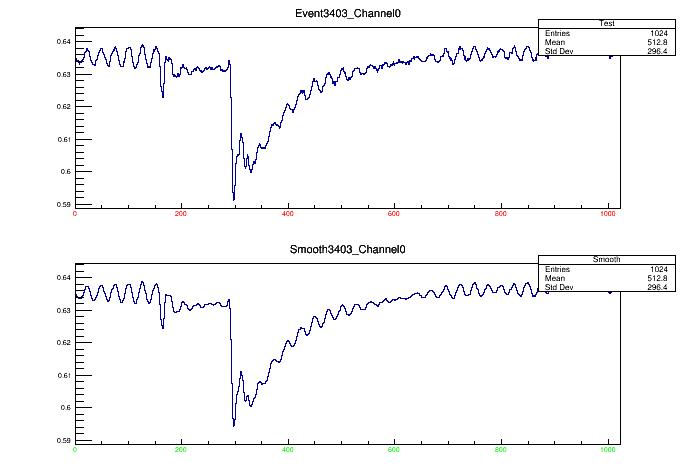 Event3403_Channel0
Test
Entries 1024
Mean 512.8
Std Dev 296.4
0.64
0.63
0.62
0.61
0.6
0.59
0 200 400 600 800 1000
Smooth3403_Channel0
Smooth
Entries 1024
Mean 512.8
Std Dev 296.4
0.64
0.63
0.62
0.61
0.6
0.59
0 200 400 600 800 1000